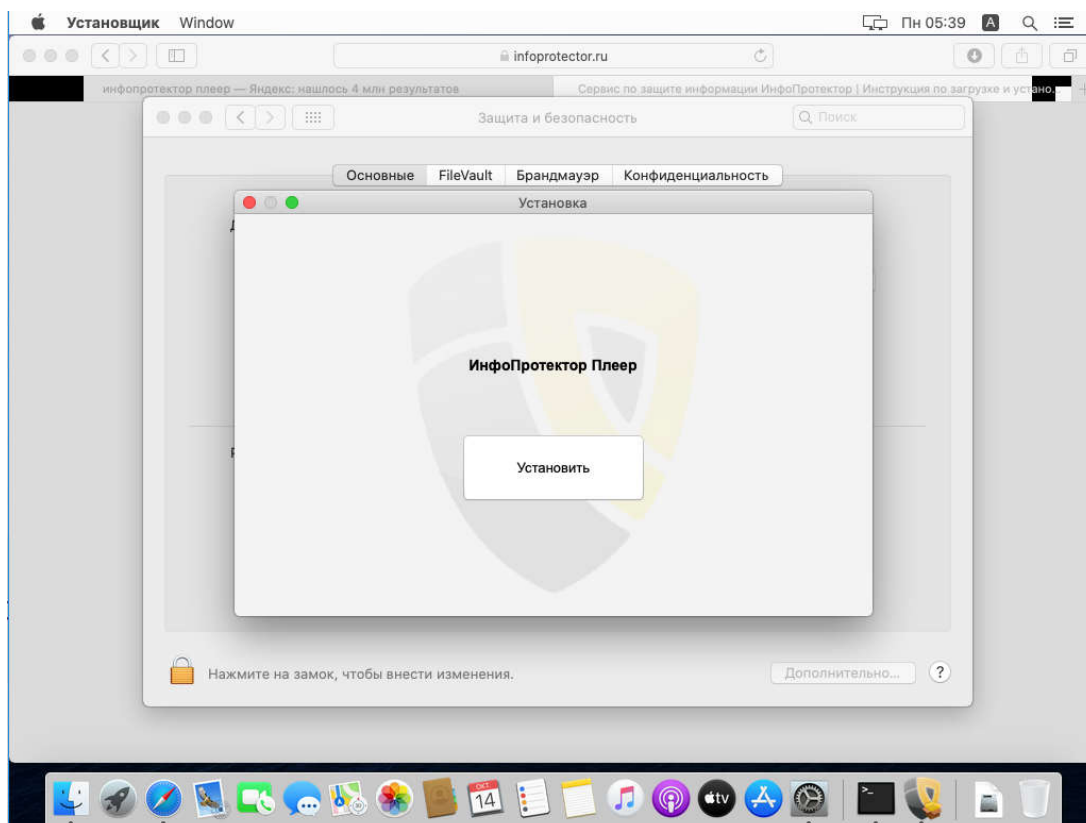 Установщик Window Пн 05:39 A
infoprotector.ru
инфопротектор плеер — Яндекс: нашлось 4 млн результатов Сервис по защите информации ИнфоПротектор | Инструкция по загрузке и устано...
Защита и безопасность Поиск
Основные FileVault Брандмауэр Конфиденциальность
Установка
ИнфоПротектор Плеер
Установить
Нажмите на замок, чтобы внести изменения. Дополнительно... ?
ОКТ.
14
tv